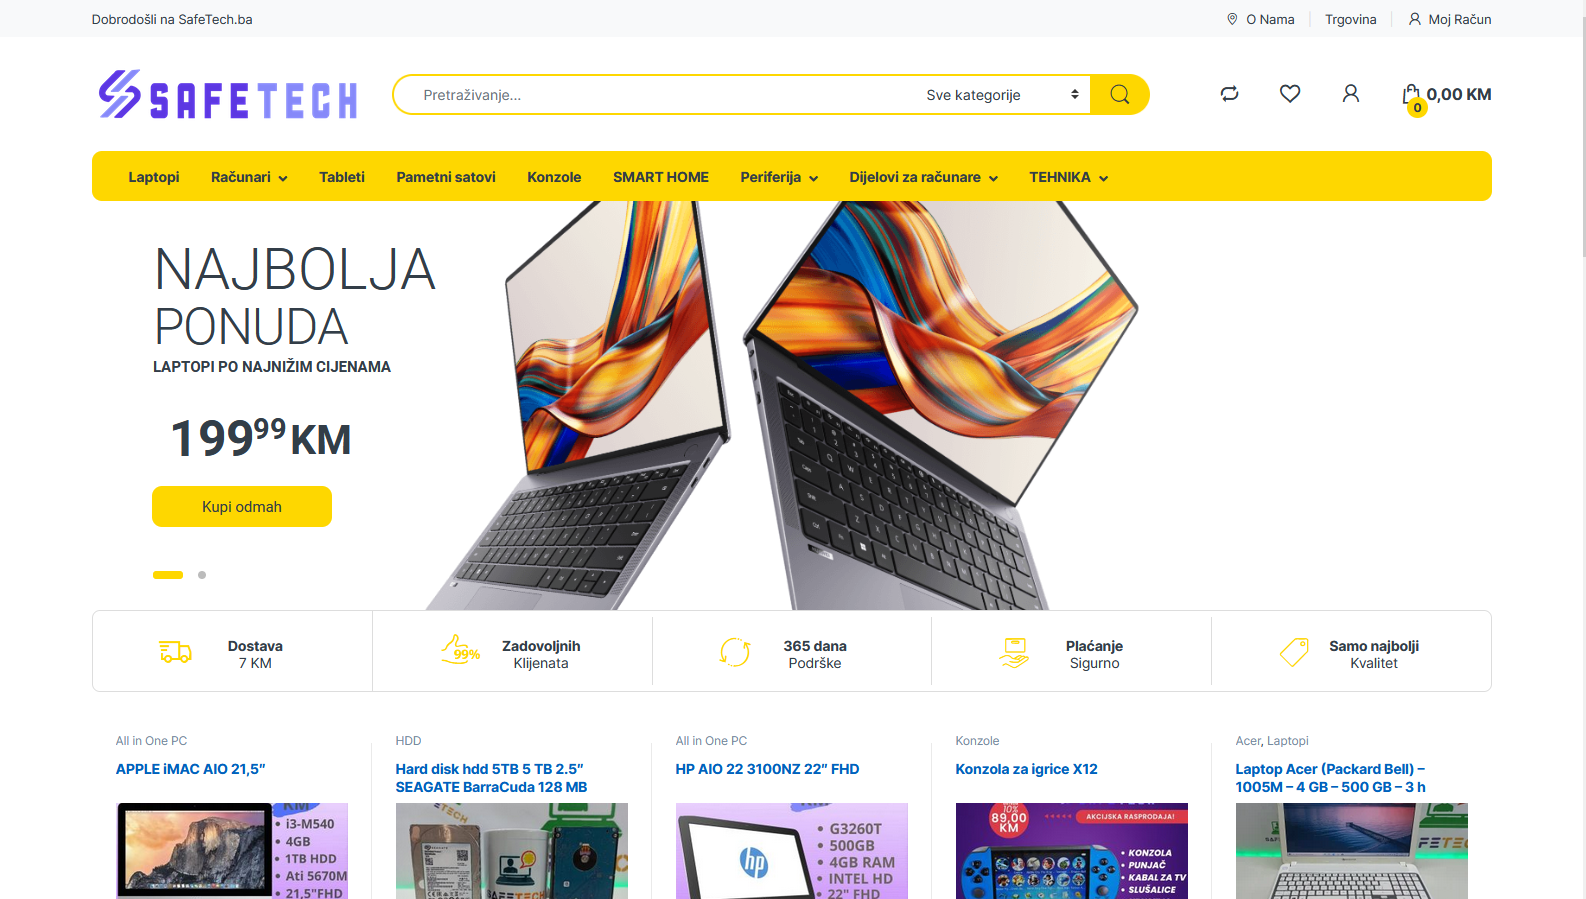 Dobrodošli na SafeTech.ba
O Nama
Trgovina
Moj Račun
SAFETECH
Pretraživanje...
Sve kategorije
0
0,00 KM
Laptopi
Računari
Tableti
Pametni satovi
Konzole
SMART HOME
Periferija
Dijelovi za računare
TEHNIKA
NAJBOLJA
PONUDA
LAPTOPI PO NAJNIŽIM CIJENAMA
199⁹⁹ KM
Kupi odmah
Dostava
7 KM
99%
Zadovoljnih
Klijenata
365 dana
Podrške
Plaćanje
Sigurno
Samo najbolji
Kvalitet
All in One PC
APPLE iMAC AIO 21,5″
KM
• i3-M540
• 4GB
• 1TB HDD
• Ati 5670M
• 21,5"FHD
HDD
Hard disk hdd 5TB 5 TB 2.5″
SEAGATE BarraCuda 128 MB
All in One PC
HP AIO 22 3100NZ 22″ FHD
hp
• G3260T
• 500GB
• 4GB RAM
• INTEL HD
• 22" FHD
Konzole
Konzola za igrice X12
10%
89,00
KM
AKCIJSKA RASPRODAJA!
• KONZOLA
• PUNJAČ
• KABAL ZA TV
• SLUŠALICE
Acer, Laptopi
Laptop Acer (Packard Bell) –
1005M – 4 GB – 500 GB – 3 h